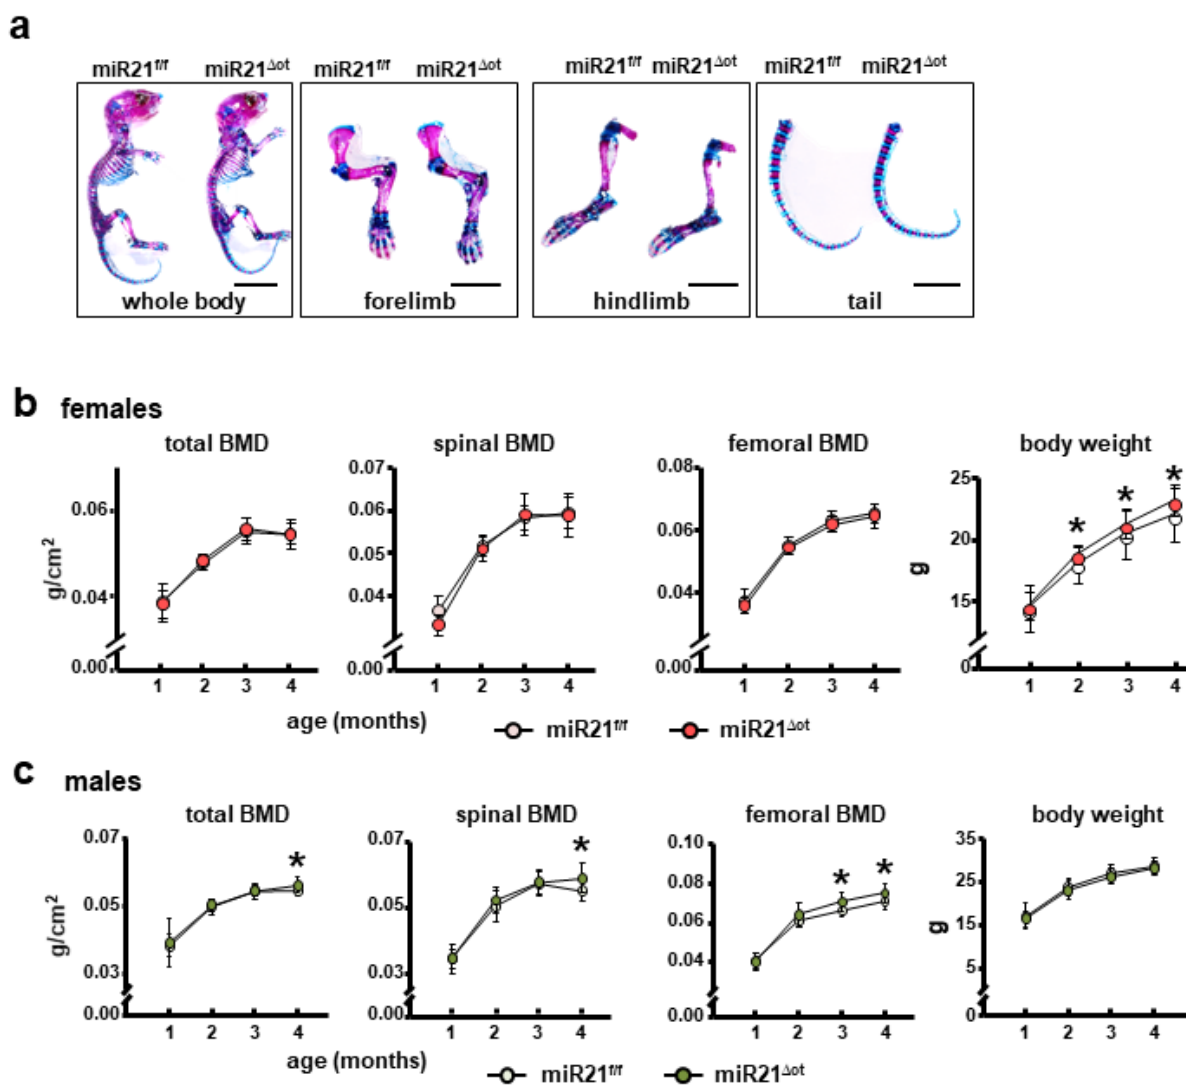 a
miR21f/f miR21Δot miR21f/f miR21Δot miR21f/f miR21Δot miR21f/f miR21Δot
whole body forelimb hindlimb tail
b females
total BMD spinal BMD femoral BMD body weight
g/cm²
0.06
0.04
0.00
1 2 3 4
0.07
0.06
0.05
0.04
0.00
1 2 3 4
0.08
0.06
0.04
0.00
1 2 3 4
g
25
20
15
0
* * *
1 2 3 4
age (months) miR21f/f miR21Δot
c males
total BMD spinal BMD femoral BMD body weight
g/cm²
0.07
0.05
0.03
0.00
*
1 2 3 4
0.07
0.05
0.03
0.00
*
1 2 3 4
0.10
0.08
0.06
0.04
0.00
* *
1 2 3 4
g
35
25
15
5
0
1 2 3 4
age (months) miR21f/f miR21Δot